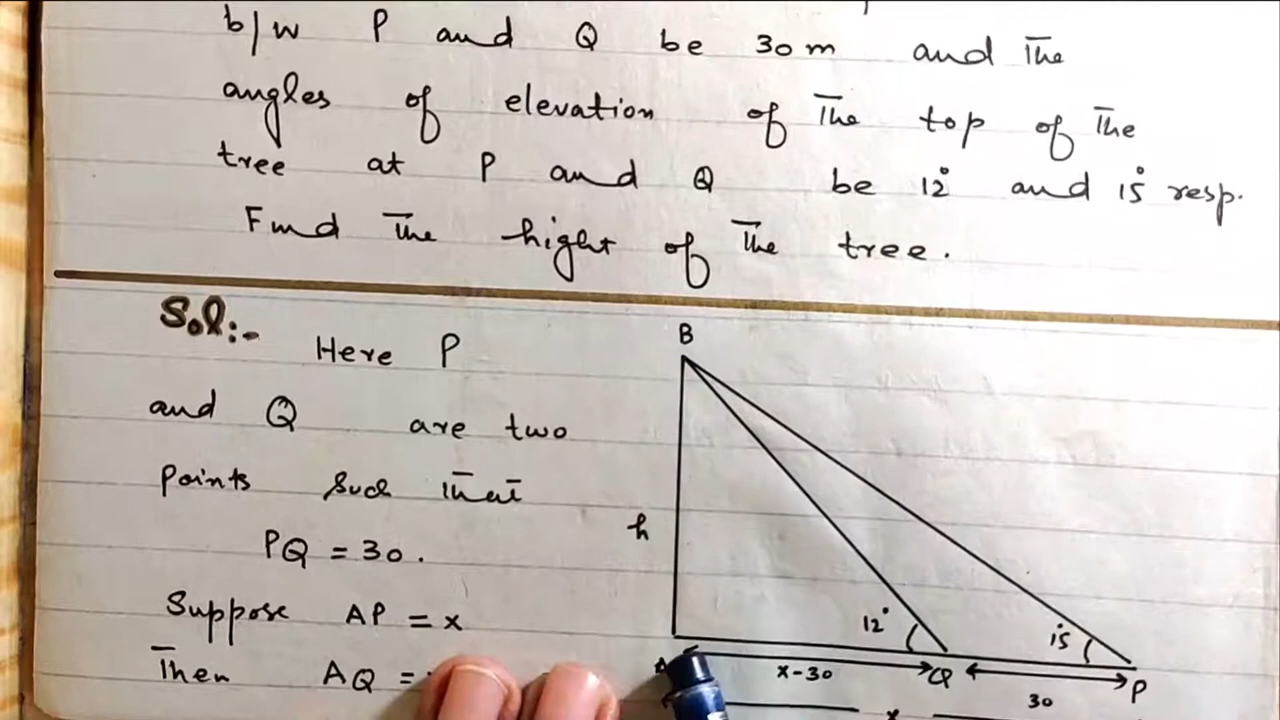 b/w P and Q be 30 m and The
angles of elevation of The top of The
tree at P and Q be 12° and 15° resp.
Find The hight of The tree.
Sol:-
Here P
and Q are two
Points Such That
PQ = 30.
Suppose AP = x
Then AQ =
B
h
12°
15
x-30
Q
30
P
x